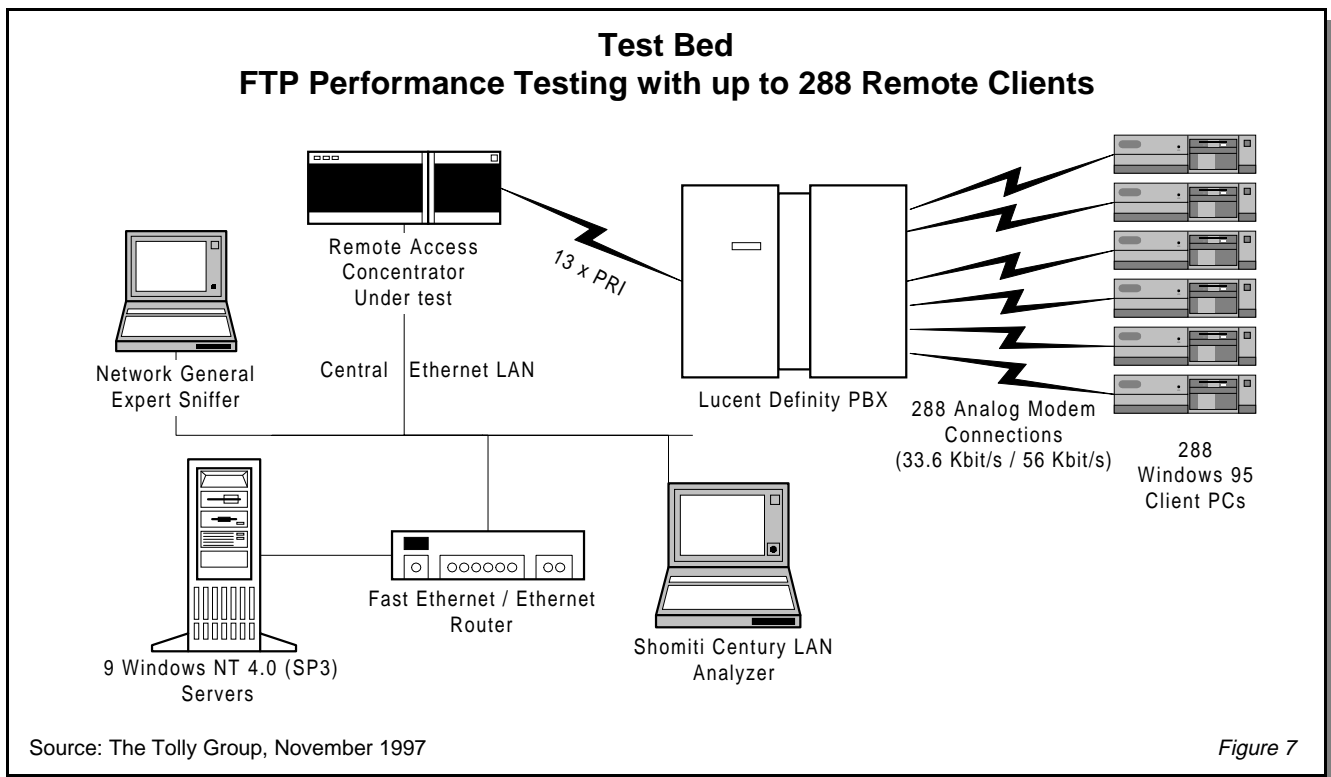 Test Bed
FTP Performance Testing with up to 288 Remote Clients
Remote Access
Concentrator
Under test
13 x PRI
Network General
Expert Sniffer
Central Ethernet LAN
Lucent Definity PBX
288 Analog Modem
Connections
(33.6 Kbit/s / 56 Kbit/s)
288
Windows 95
Client PCs
Fast Ethernet / Ethernet
Router
Shomiti Century LAN
Analyzer
9 Windows NT 4.0 (SP3)
Servers
Source: The Tolly Group, November 1997
Figure 7